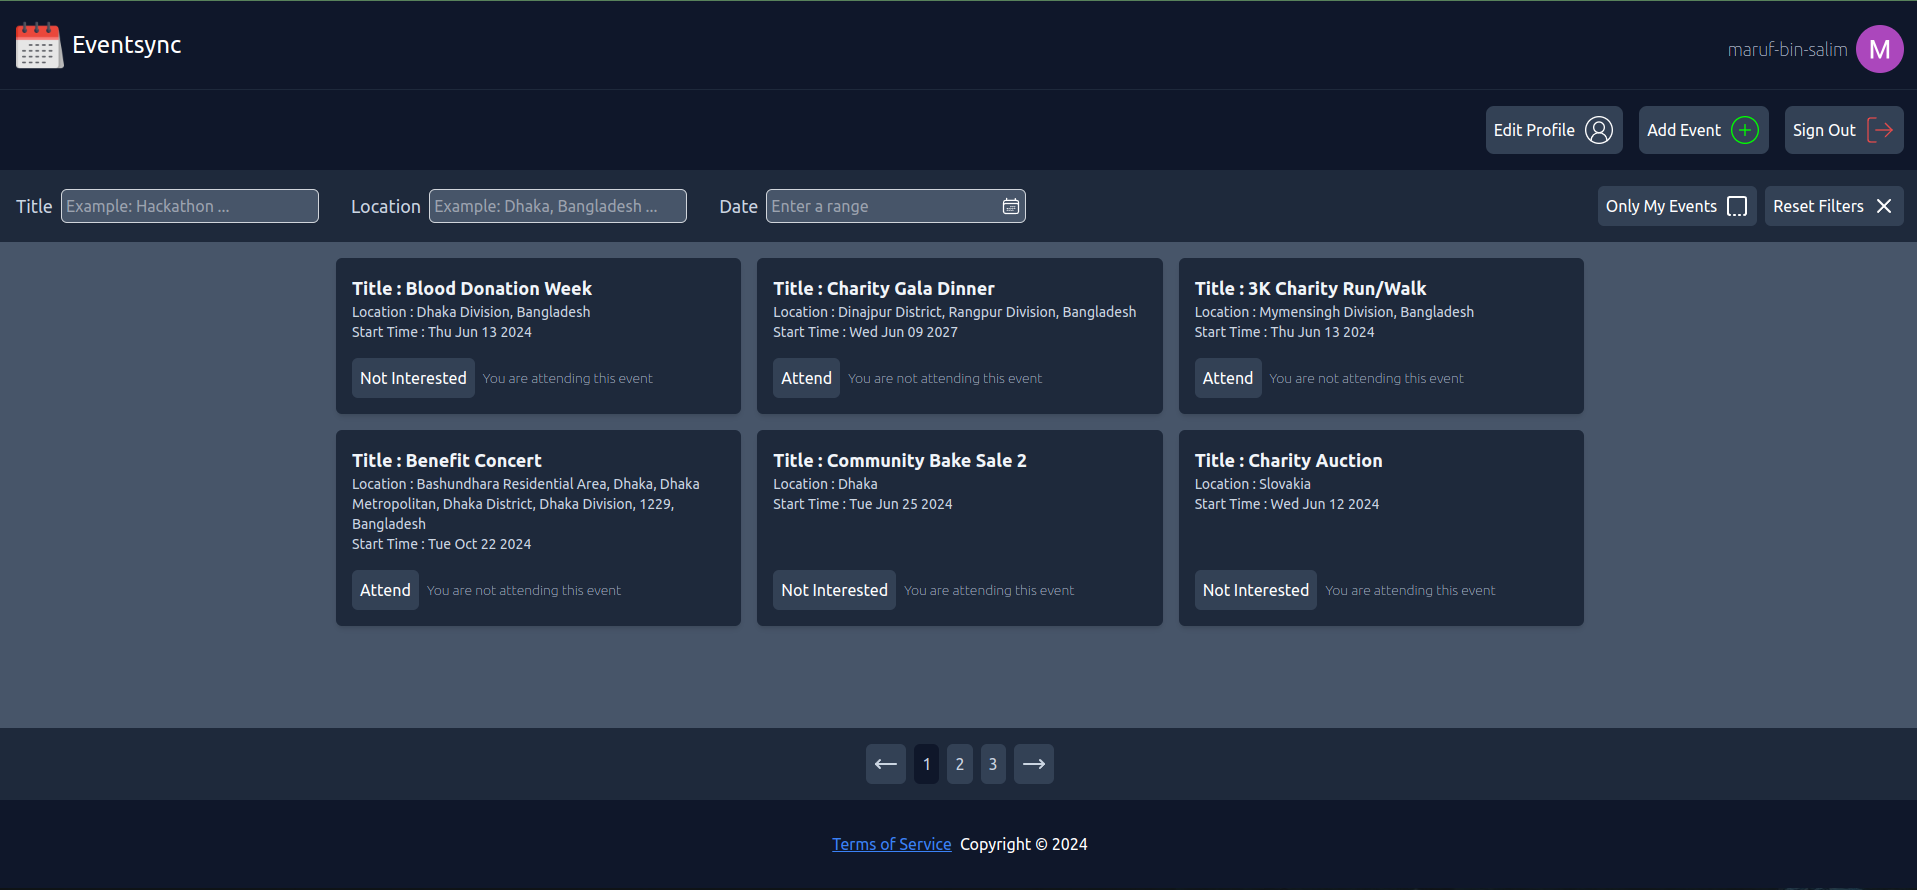 Eventsync
maruf-bin-salim
M
Edit Profile
Add Event
Sign Out
Title
Example: Hackathon ...
Location
Example: Dhaka, Bangladesh ...
Date
Enter a range
Only My Events
Reset Filters
Title : Blood Donation Week
Location : Dhaka Division, Bangladesh
Start Time : Thu Jun 13 2024
Not Interested
You are attending this event
Title : Charity Gala Dinner
Location : Dinajpur District, Rangpur Division, Bangladesh
Start Time : Wed Jun 09 2027
Attend
You are not attending this event
Title : 3K Charity Run/Walk
Location : Mymensingh Division, Bangladesh
Start Time : Thu Jun 13 2024
Attend
You are not attending this event
Title : Benefit Concert
Location : Bashundhara Residential Area, Dhaka, Dhaka
Metropolitan, Dhaka District, Dhaka Division, 1229,
Bangladesh
Start Time : Tue Oct 22 2024
Attend
You are not attending this event
Title : Community Bake Sale 2
Location : Dhaka
Start Time : Tue Jun 25 2024
Not Interested
You are attending this event
Title : Charity Auction
Location : Slovakia
Start Time : Wed Jun 12 2024
Not Interested
You are attending this event
1
2
3
Terms of Service Copyright © 2024